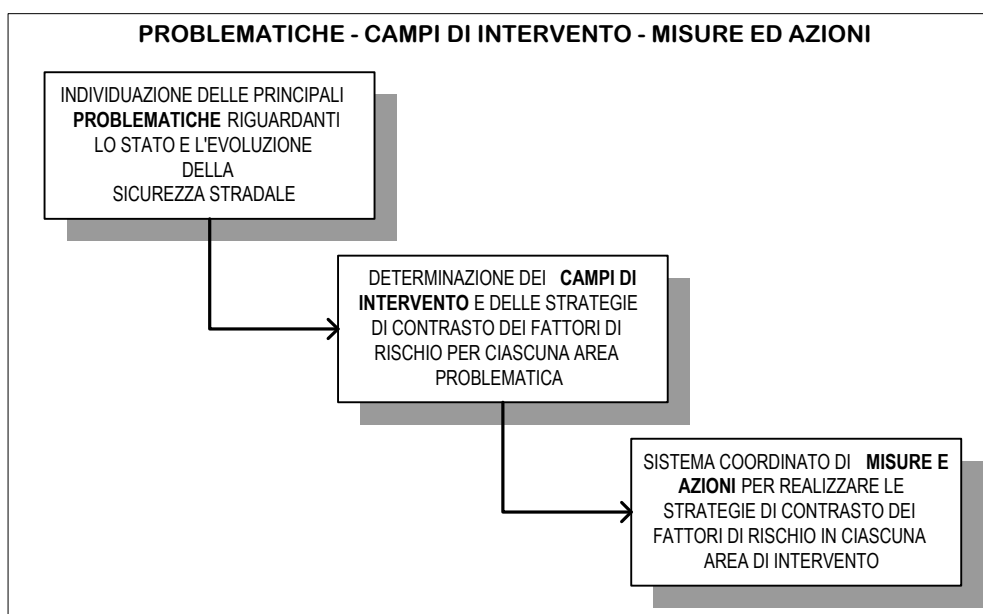 PROBLEMATICHE - CAMPI DI INTERVENTO - MISURE ED AZIONI
INDIVIDUAZIONE DELLE PRINCIPALI
PROBLEMATICHE RIGUARDANTI
LO STATO E L'EVOLUZIONE
DELLA
SICUREZZA STRADALE
DETERMINAZIONE DEI CAMPI DI
INTERVENTO E DELLE STRATEGIE
DI CONTRASTO DEI FATTORI DI
RISCHIO PER CIASCUNA AREA
PROBLEMATICA
SISTEMA COORDINATO DI MISURE E
AZIONI PER REALIZZARE LE
STRATEGIE DI CONTRASTO DEI
FATTORI DI RISCHIO IN CIASCUNA
AREA DI INTERVENTO